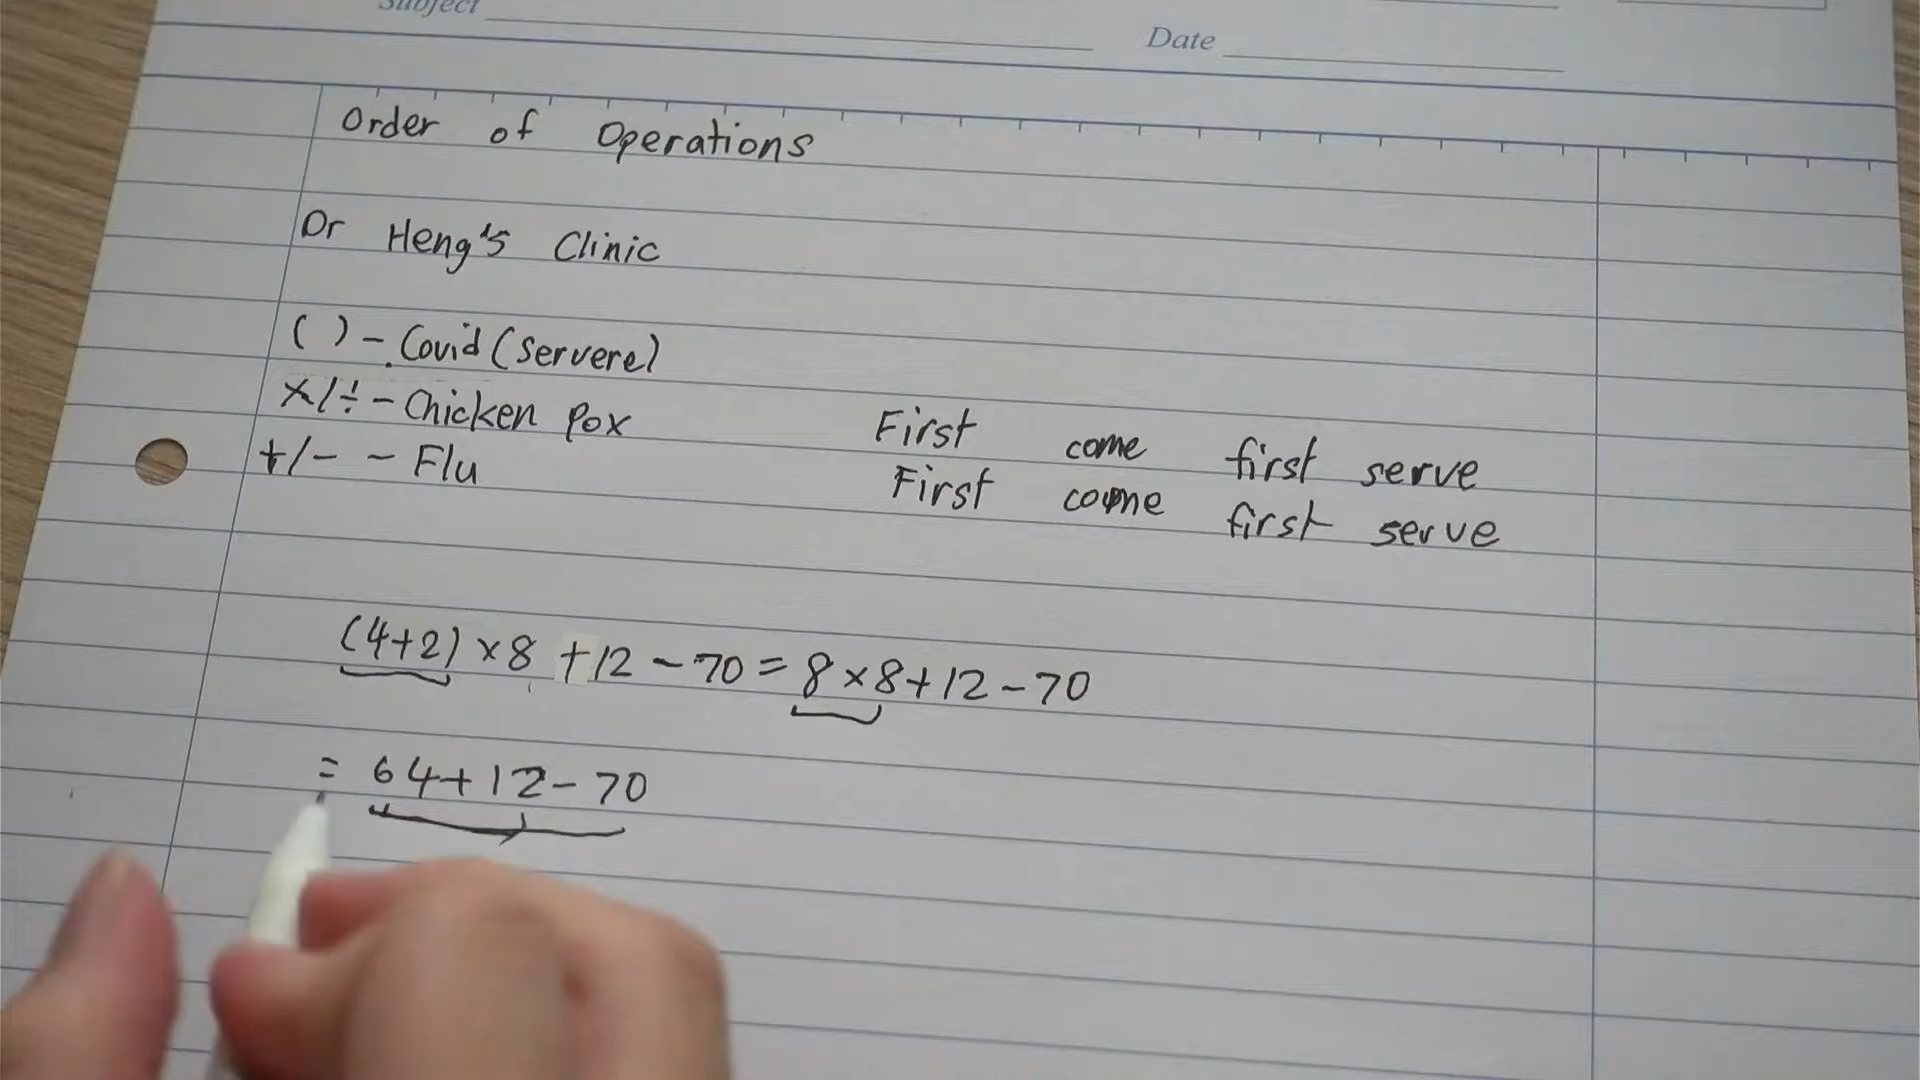 Subject
Date
Order of Operations
Dr Heng's Clinic
( ) - Covid (Servere)
×/÷ - Chicken Pox First come first serve
+/- - Flu First come first serve
(4+2) ×8 +12 - 70 = 8×8+12-70
= 64+12-70